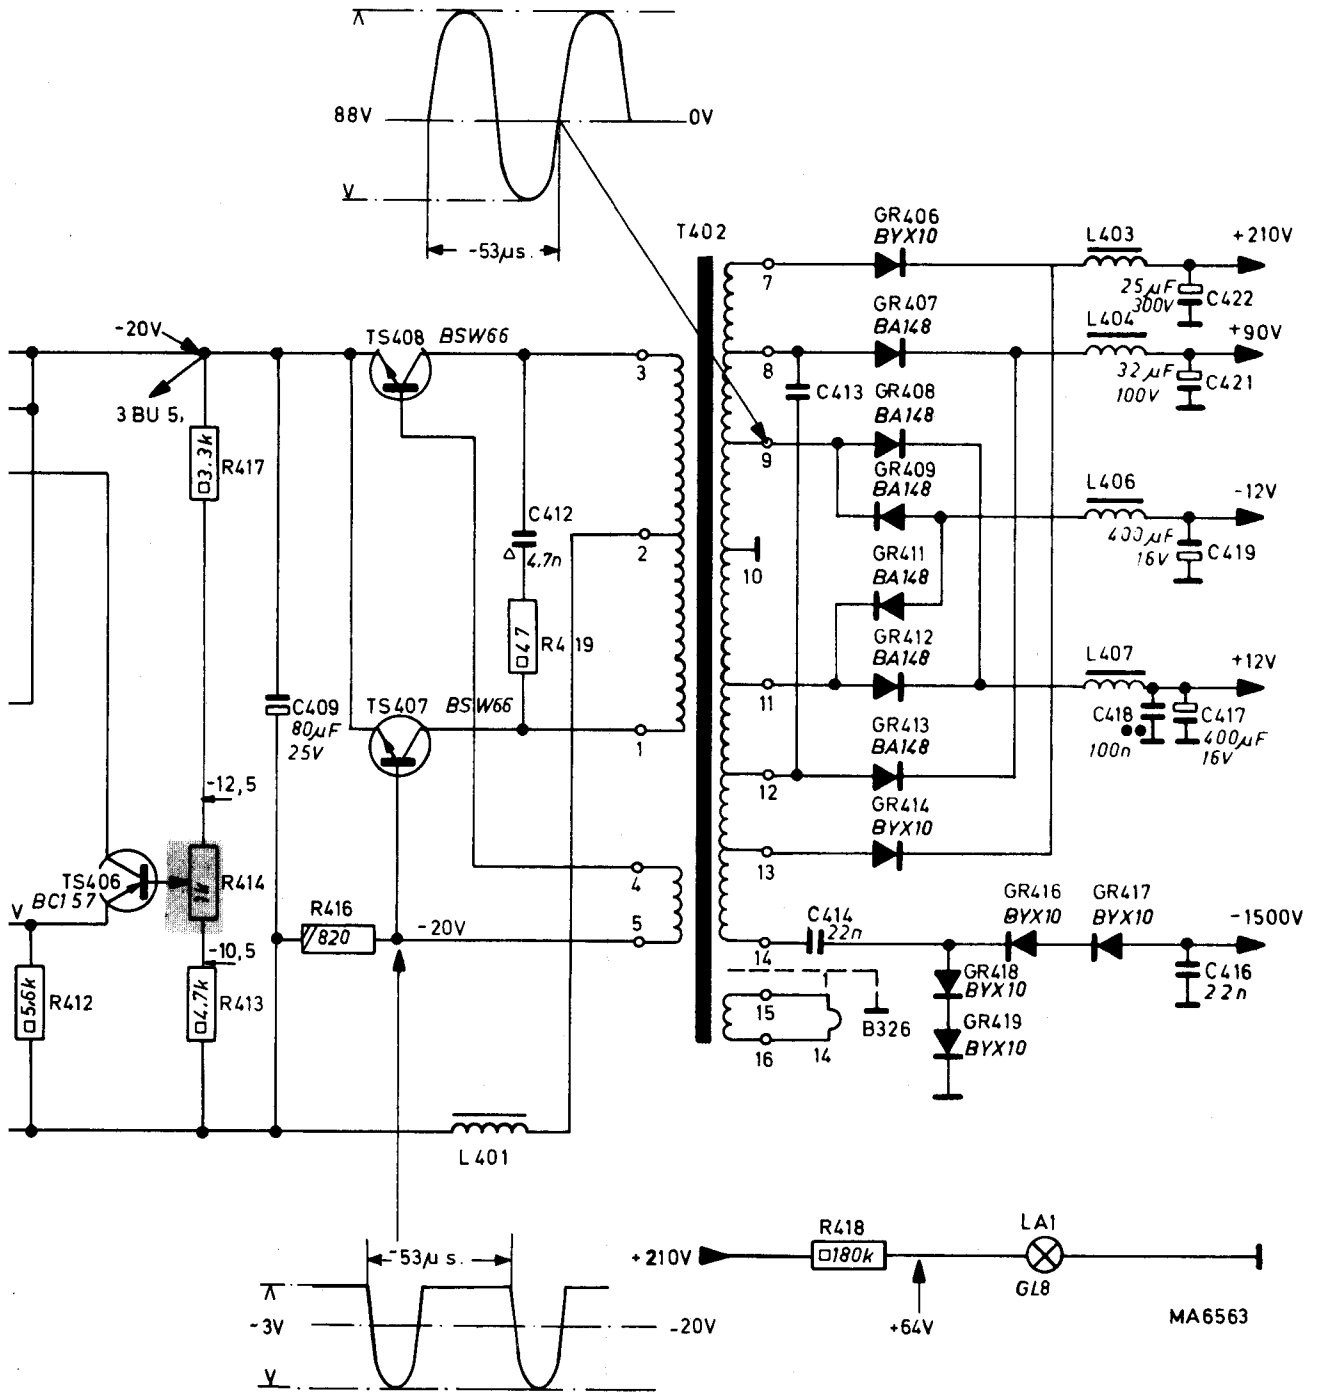 88V
0V
~53µs.
T402
GR406
BYX10
L403
+210V
7
25µF
300V
C422
GR407
BA148
L404
+90V
-20V
TS408
BSW66
3
8
C413
32µF
100V
C421
3 BU 5,
GR408
BA148
□3.3k
R417
9
GR409
BA148
L406
-12V
C412
△ 4.7n
2
400µF
16V
C419
10
GR411
BA148
□47
R419
GR412
BA148
L407
+12V
11
C409
80µF
25V
TS407
BSW66
1
C418
100n
C417
400µF
16V
GR413
BA148
-12,5
12
GR414
BYX10
TS406
BC157
1k
R414
4
13
V
R416
820
-20V
5
C414
22n
GR416
BYX10
GR417
BYX10
-1500V
14
-10,5
□5.6k
R412
□4.7k
R413
GR418
BYX10
C416
22n
15
B326
GR419
BYX10
16
14
L401
~53µs.
R418
LA1
+210V
□180k
GL8
~3V
-20V
+64V
MA6563